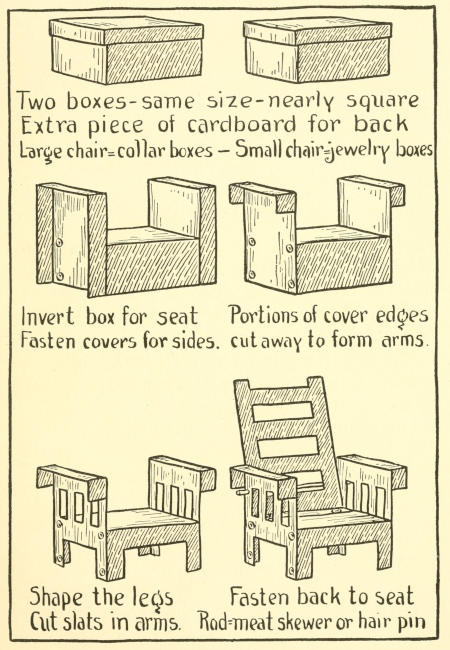 Two boxes-same size-nearly square
Extra piece of cardboard for back
Large chair=collar boxes - Small chair=jewelry boxes
Invert box for seat
Fasten covers for sides.
Portions of cover edges
cut away to form arms.
Shape the legs
Cut slats in arms.
Fasten back to seat
Rod=meat skewer or hair pin